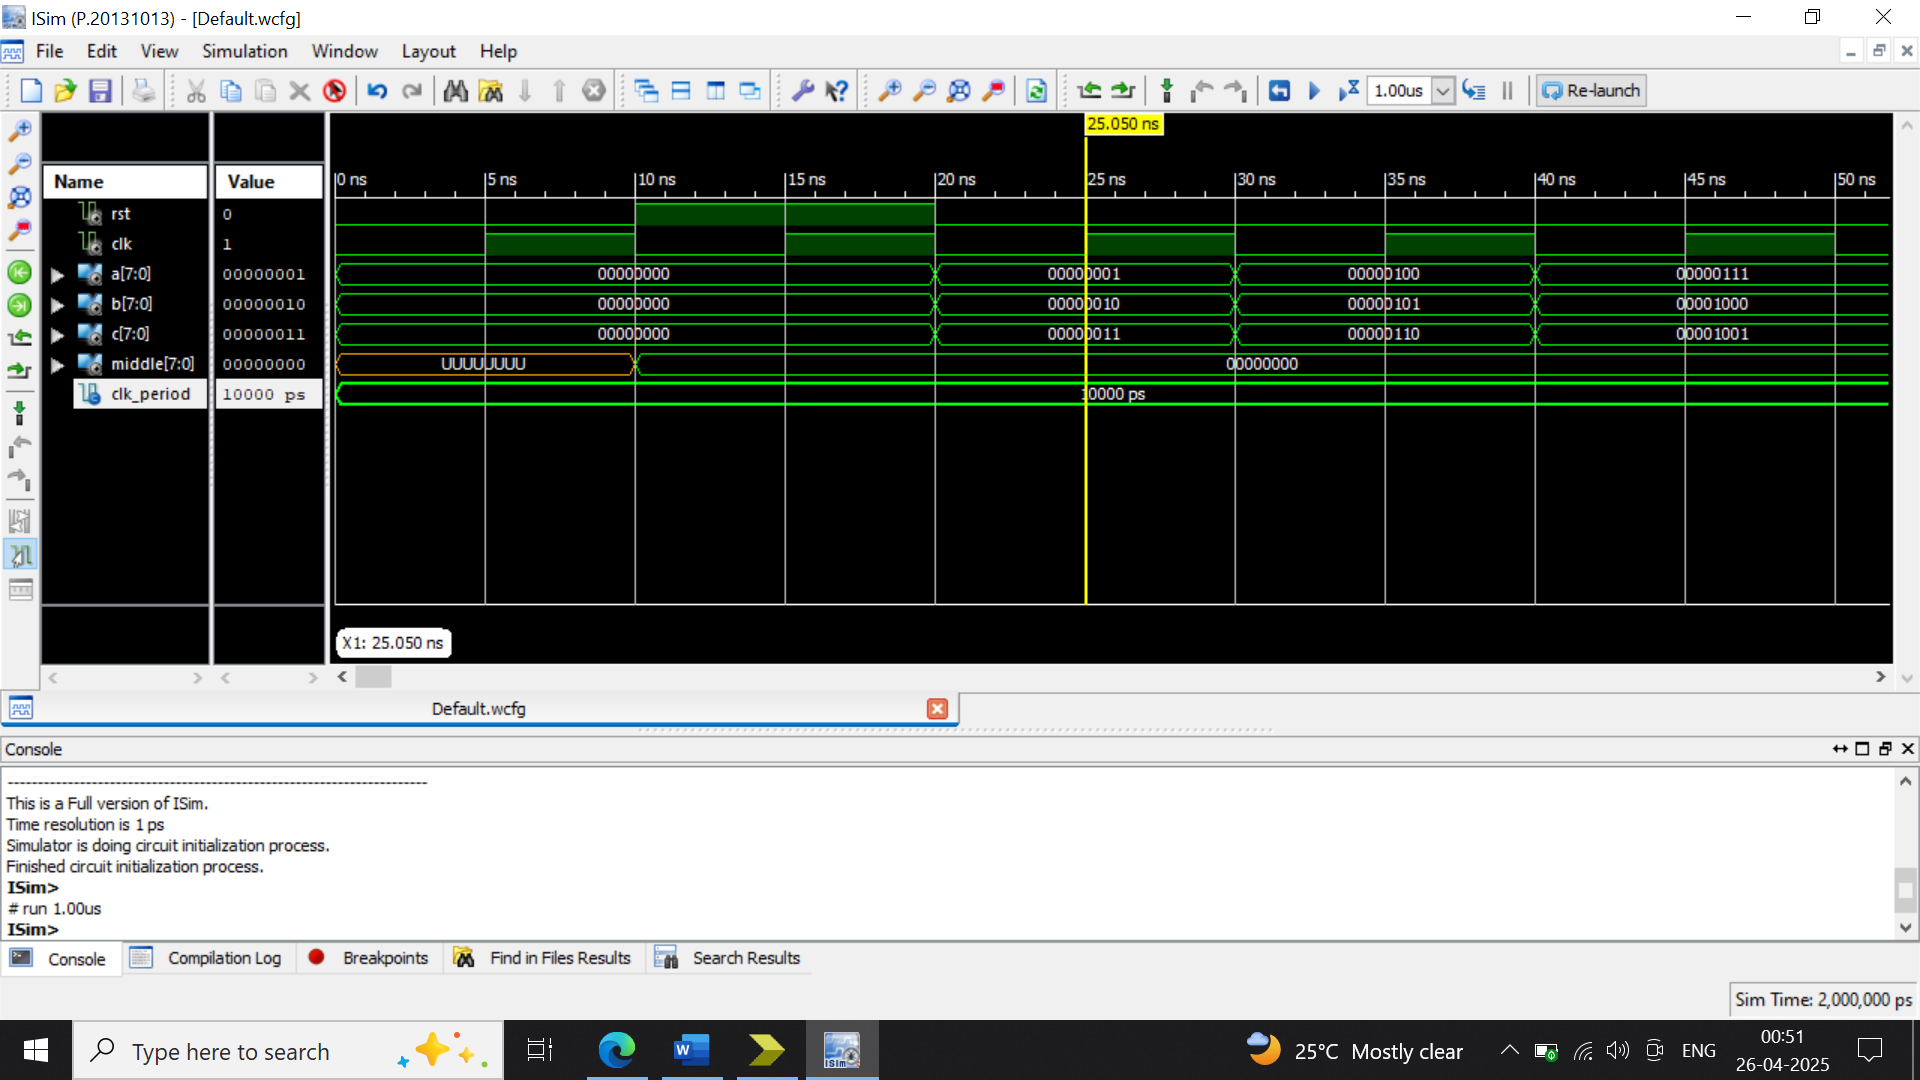 ISim (P.20131013) - [Default.wcfg]
File Edit View Simulation Window Layout Help
1.00us Re-launch
25.050 ns
Name Value 0 ns 5 ns 10 ns 15 ns 20 ns 25 ns 30 ns 35 ns 40 ns 45 ns 50 ns
rst 0
clk 1
a[7:0] 00000001 00000000 00000001 00000100 00000111
b[7:0] 00000010 00000000 00000010 00000101 00001000
c[7:0] 00000011 00000000 00000011 00000110 00001001
middle[7:0] 00000000 UUUUUUUU 00000000
clk_period 10000 ps 10000 ps
X1: 25.050 ns
Default.wcfg
Console
--------------------------------------------------------------------
This is a Full version of ISim.
Time resolution is 1 ps
Simulator is doing circuit initialization process.
Finished circuit initialization process.
ISim>
# run 1.00us
ISim>
Console Compilation Log Breakpoints Find in Files Results Search Results
Sim Time: 2,000,000 ps
Type here to search
W
ISim
25°C Mostly clear
ENG
00:51
26-04-2025